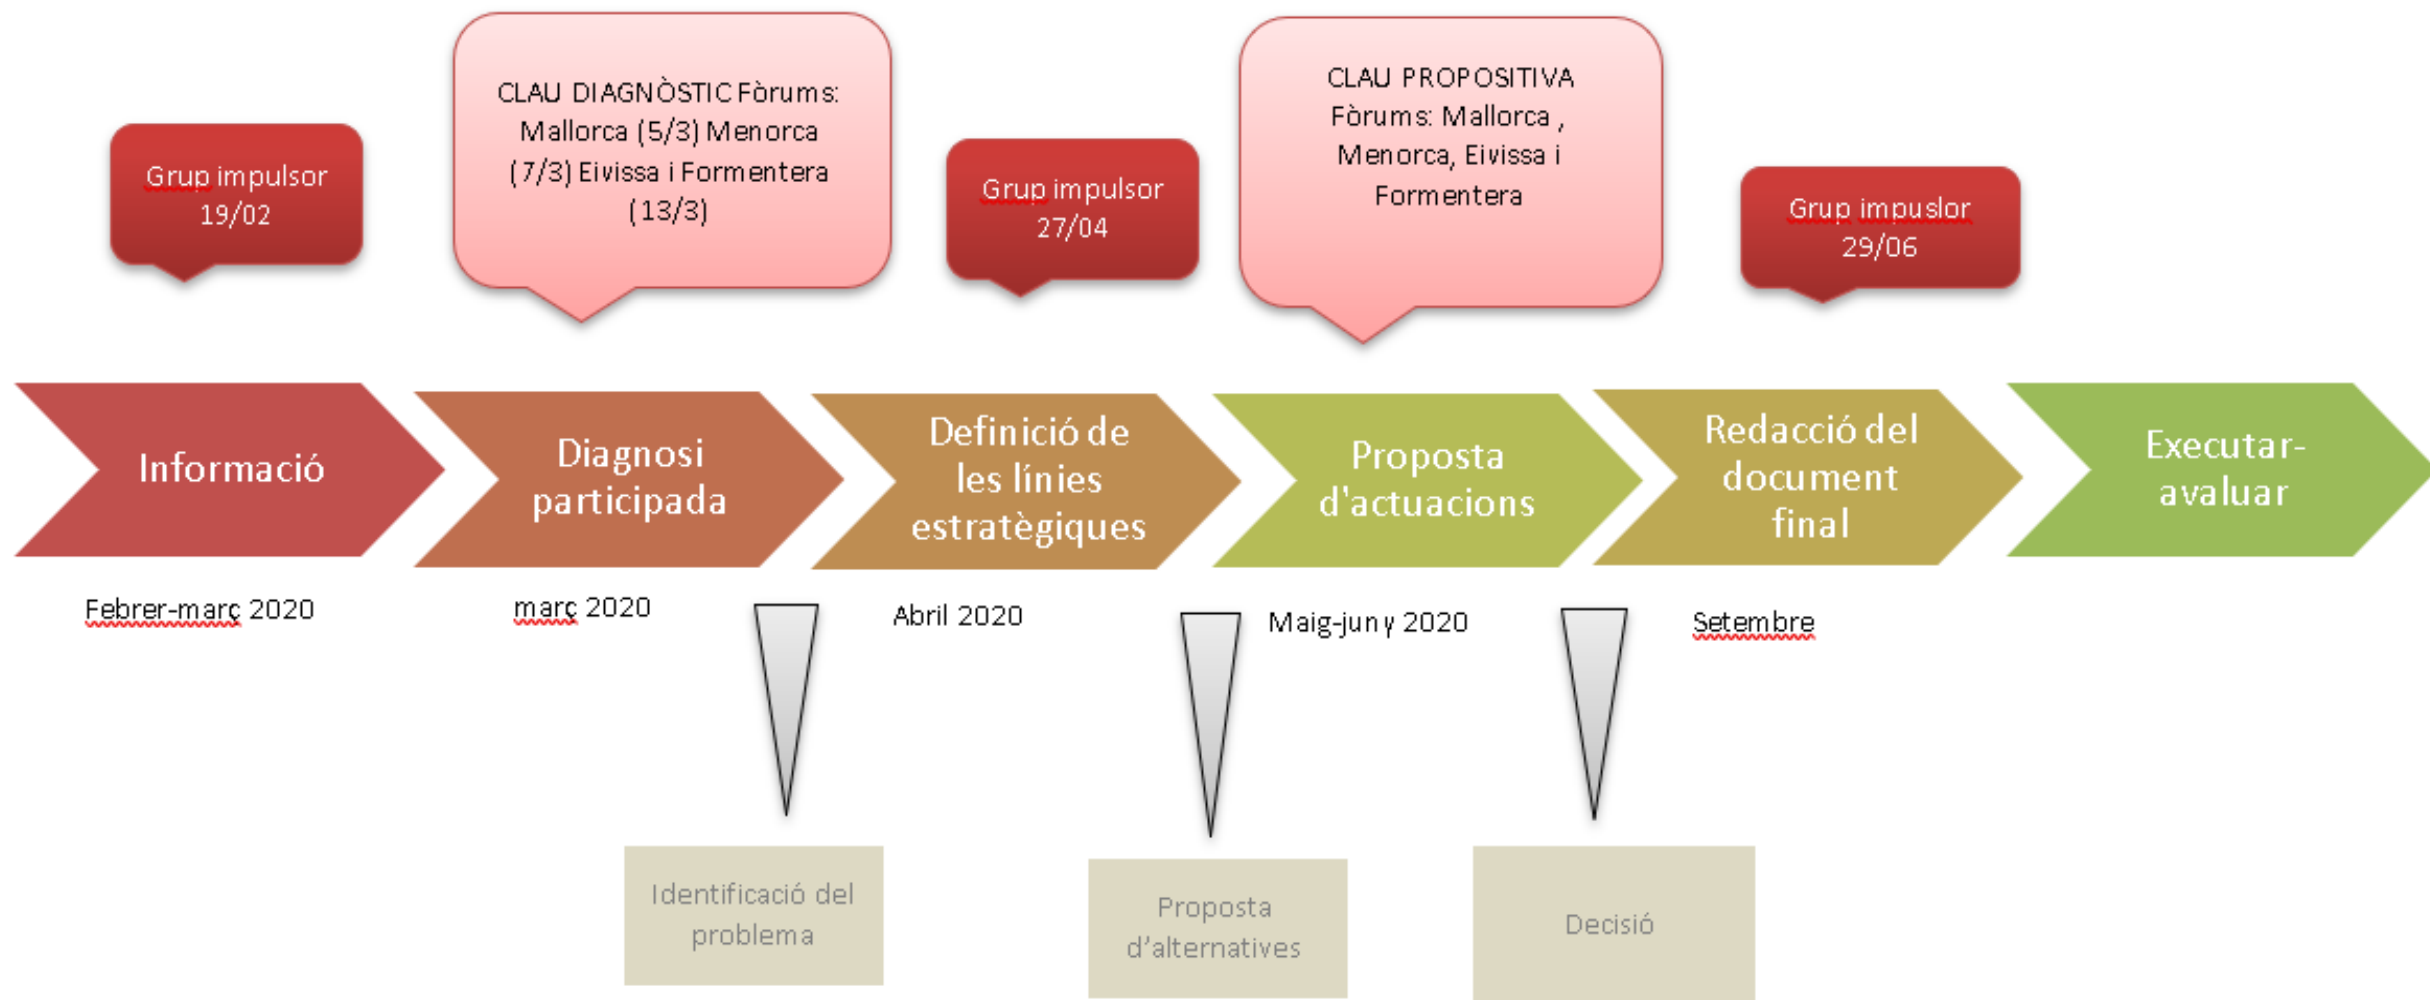 Grup impulsor
19/02
CLAU DIAGNÒSTIC Fòrums:
Mallorca (5/3) Menorca
(7/3) Eivissa i Formentera
(13/3)
Grup impulsor
27/04
CLAU PROPOSITIVA
Fòrums: Mallorca ,
Menorca, Eivissa i
Formentera
Grup impuslor
29/06
Informació
Diagnosi
participada
Definició de
les línies
estratègiques
Proposta
d'actuacions
Redacció del
document
final
Executar-
avaluar
Febrer-març 2020
març 2020
Abril 2020
Maig-juny 2020
Setembre
Identificació del
problema
Proposta
d’alternatives
Decisió